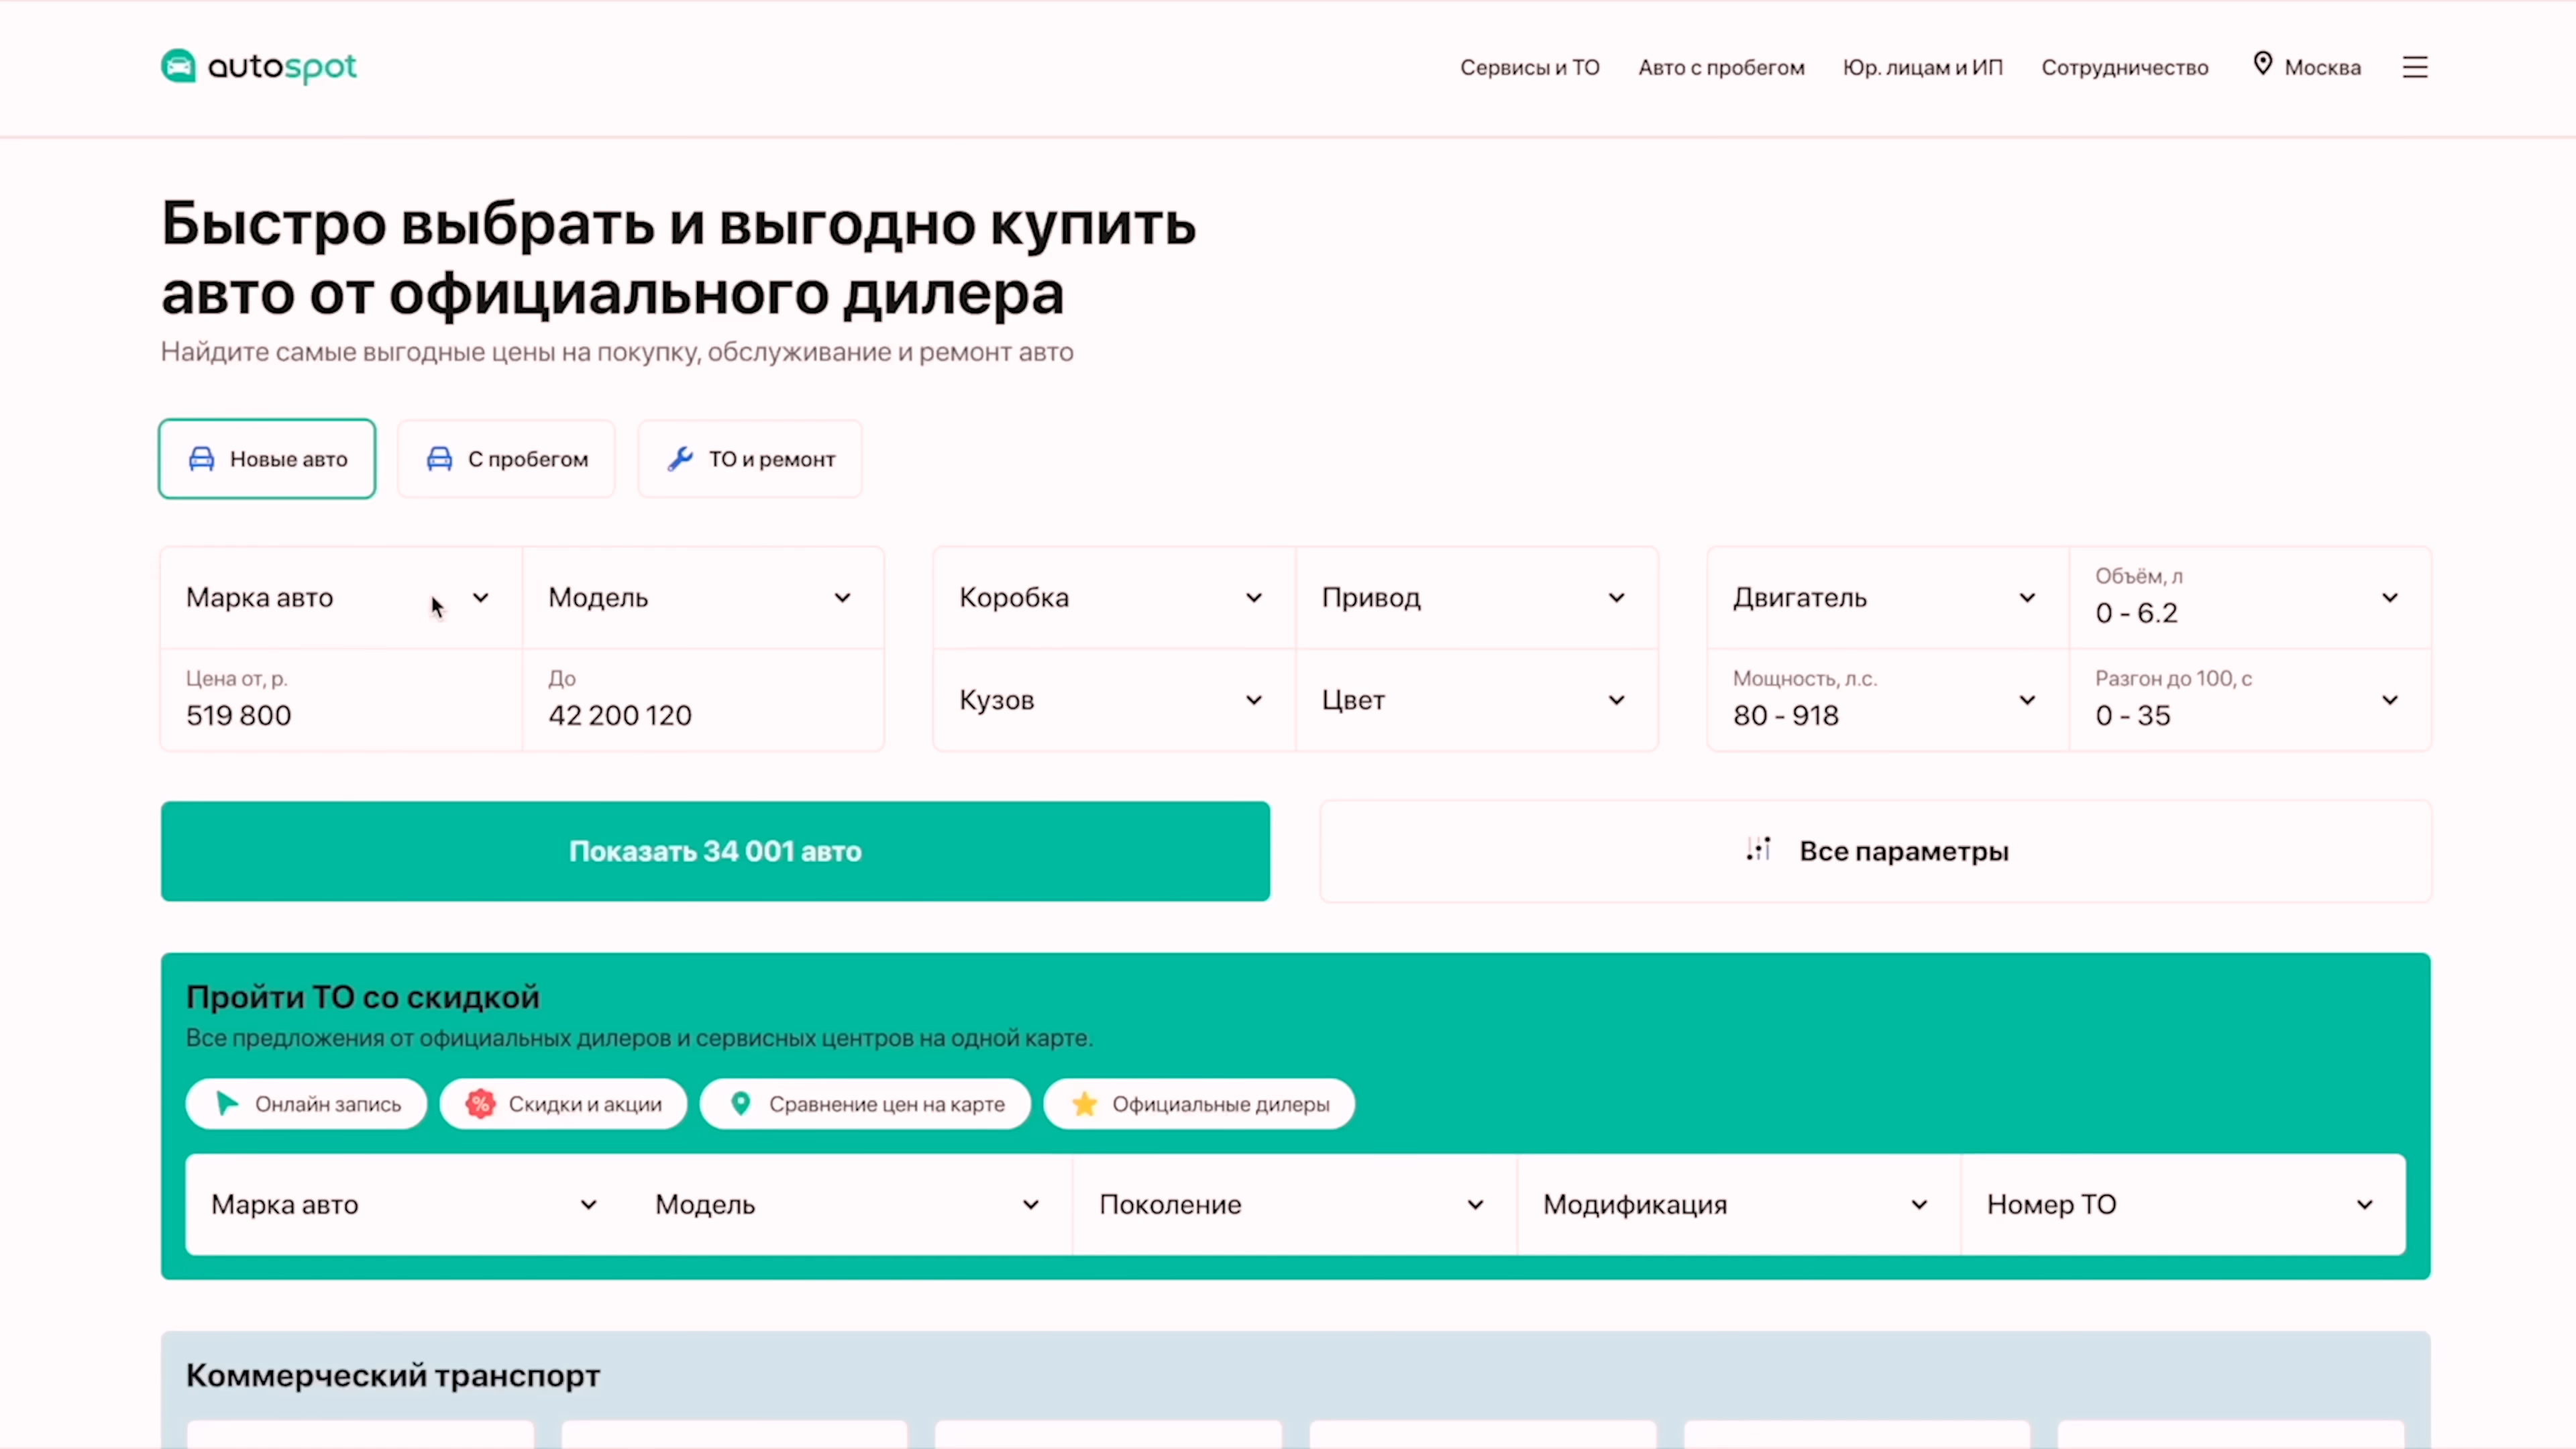 autospot
Сервисы и ТО
Авто с пробегом
Юр. лицам и ИП
Сотрудничество
Москва
Быстро выбрать и выгодно купить
авто от официального дилера
Найдите самые выгодные цены на покупку, обслуживание и ремонт авто
Новые авто
С пробегом
ТО и ремонт
Марка авто
Модель
Цена от, р.
519 800
До
42 200 120
Коробка
Привод
Кузов
Цвет
Двигатель
Объём, л
0 - 6.2
Мощность, л.с.
80 - 918
Разгон до 100, с
0 - 35
Показать 34 001 авто
Все параметры
Пройти ТО со скидкой
Все предложения от официальных дилеров и сервисных центров на одной карте.
Онлайн запись
% Скидки и акции
Сравнение цен на карте
Официальные дилеры
Марка авто
Модель
Поколение
Модификация
Номер ТО
Коммерческий транспорт